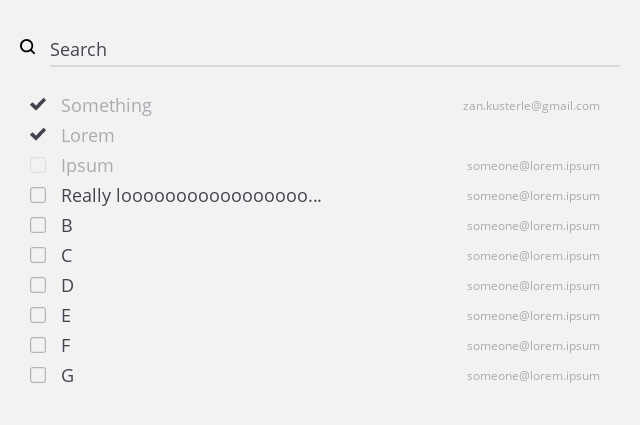 Search
Something zan.kusterle@gmail.com
Lorem
Ipsum someone@lorem.ipsum
Really looooooooooooooooo... someone@lorem.ipsum
B someone@lorem.ipsum
C someone@lorem.ipsum
D someone@lorem.ipsum
E someone@lorem.ipsum
F someone@lorem.ipsum
G someone@lorem.ipsum